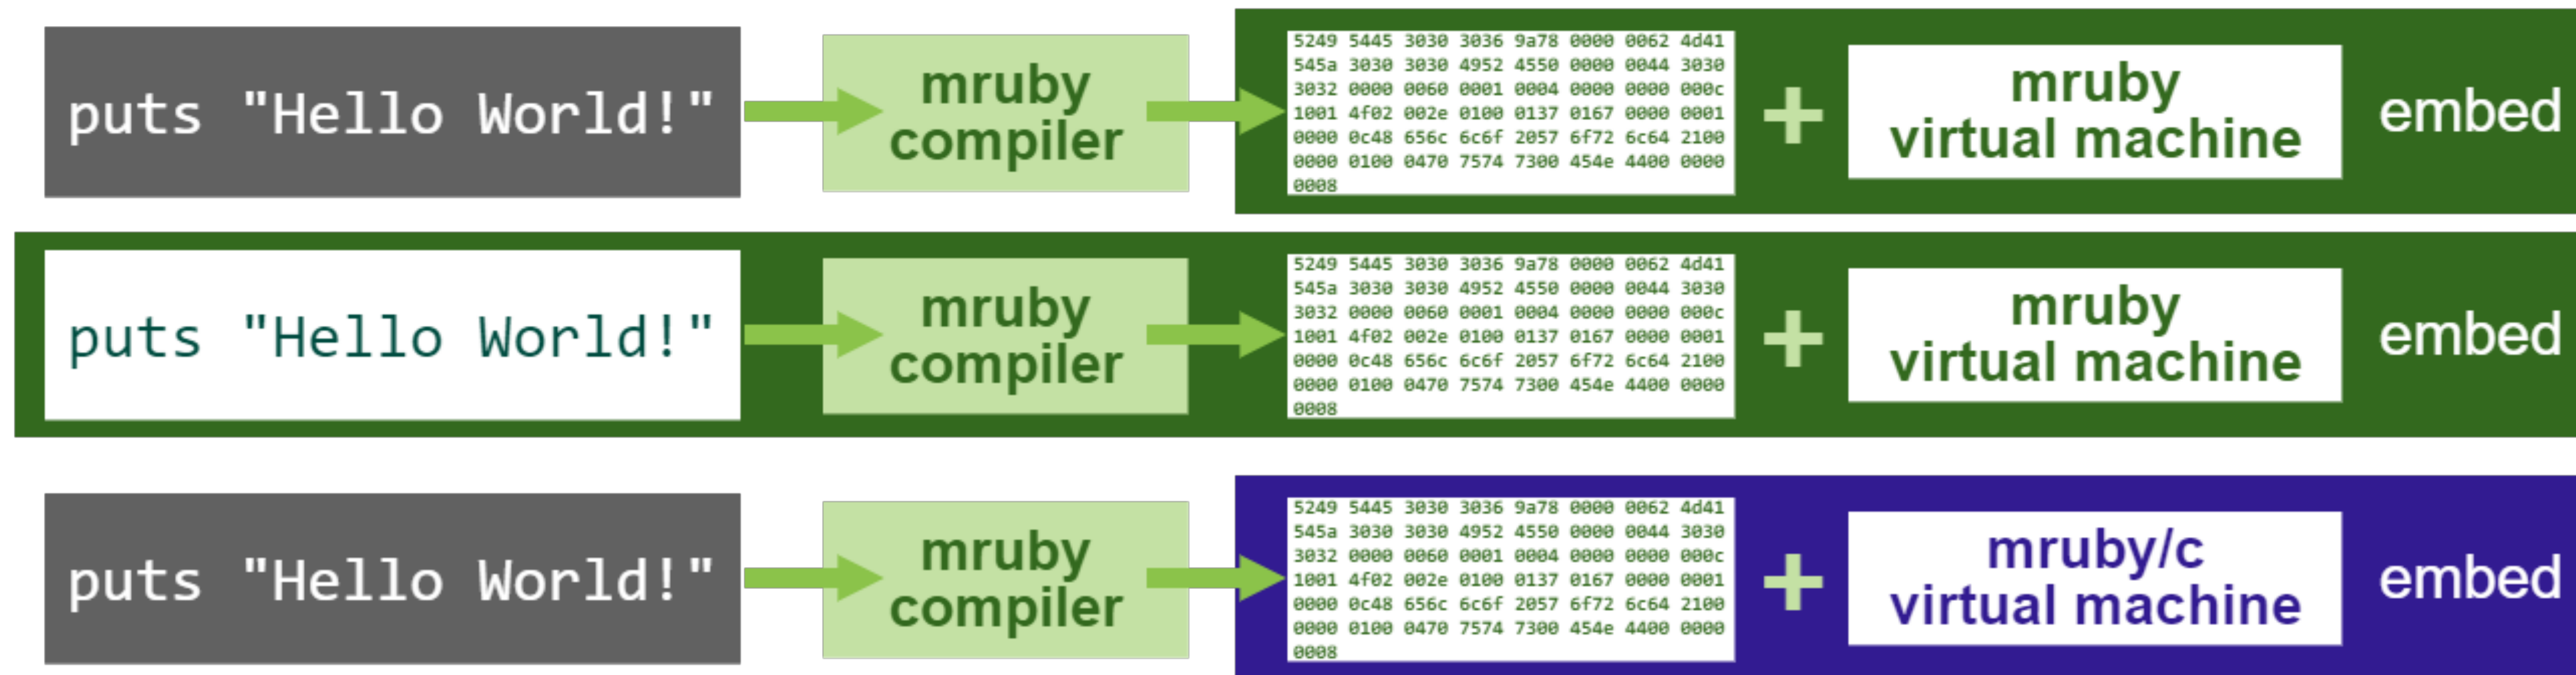 puts "Hello World!"
mruby
compiler
5249 5445 3030 3036 9a78 0000 0062 4d41
545a 3030 3030 4952 4550 0000 0044 3030
3032 0000 0060 0001 0004 0000 0000 000c
1001 4f02 002e 0100 0137 0167 0000 0001
0000 0c48 656c 6c6f 2057 6f72 6c64 2100
0000 0100 0470 7574 7300 454e 4400 0000
0008
+
mruby
virtual machine
embed
puts "Hello World!"
mruby
compiler
5249 5445 3030 3036 9a78 0000 0062 4d41
545a 3030 3030 4952 4550 0000 0044 3030
3032 0000 0060 0001 0004 0000 0000 000c
1001 4f02 002e 0100 0137 0167 0000 0001
0000 0c48 656c 6c6f 2057 6f72 6c64 2100
0000 0100 0470 7574 7300 454e 4400 0000
0008
+
mruby
virtual machine
embed
puts "Hello World!"
mruby
compiler
5249 5445 3030 3036 9a78 0000 0062 4d41
545a 3030 3030 4952 4550 0000 0044 3030
3032 0000 0060 0001 0004 0000 0000 000c
1001 4f02 002e 0100 0137 0167 0000 0001
0000 0c48 656c 6c6f 2057 6f72 6c64 2100
0000 0100 0470 7574 7300 454e 4400 0000
0008
+
mruby/c
virtual machine
embed